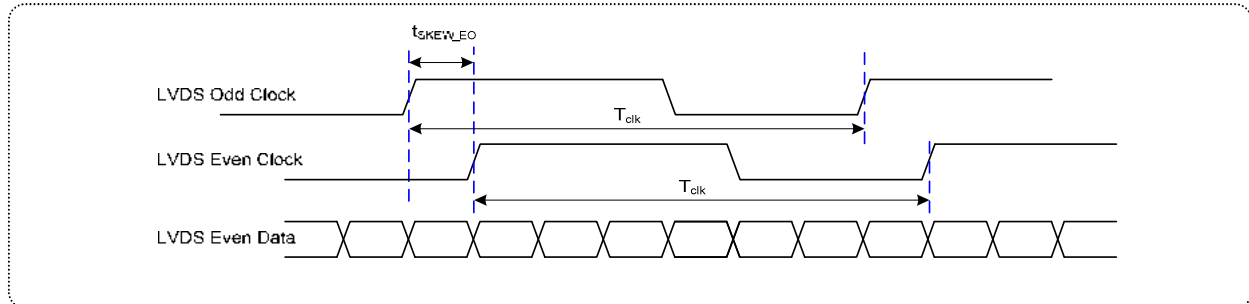 tSKEW_EO
LVDS Odd Clock
Tclk
LVDS Even Clock
Tclk
LVDS Even Data